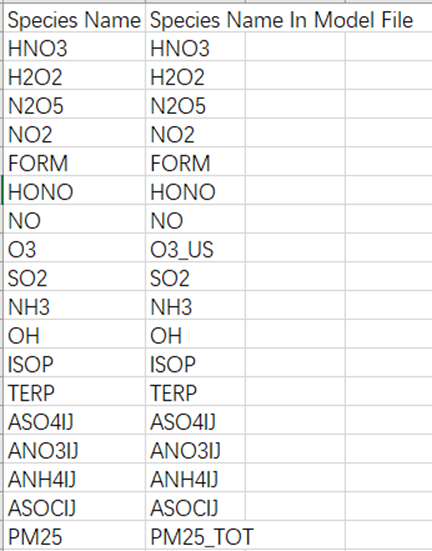 Species Name Species Name In Model File
HNO3 HNO3
H2O2 H2O2
N2O5 N2O5
NO2 NO2
FORM FORM
HONO HONO
NO NO
O3 O3_US
SO2 SO2
NH3 NH3
OH OH
ISOP ISOP
TERP TERP
ASO4IJ ASO4IJ
ANO3IJ ANO3IJ
ANH4IJ ANH4IJ
ASOCIJ ASOCIJ
PM25 PM25_TOT